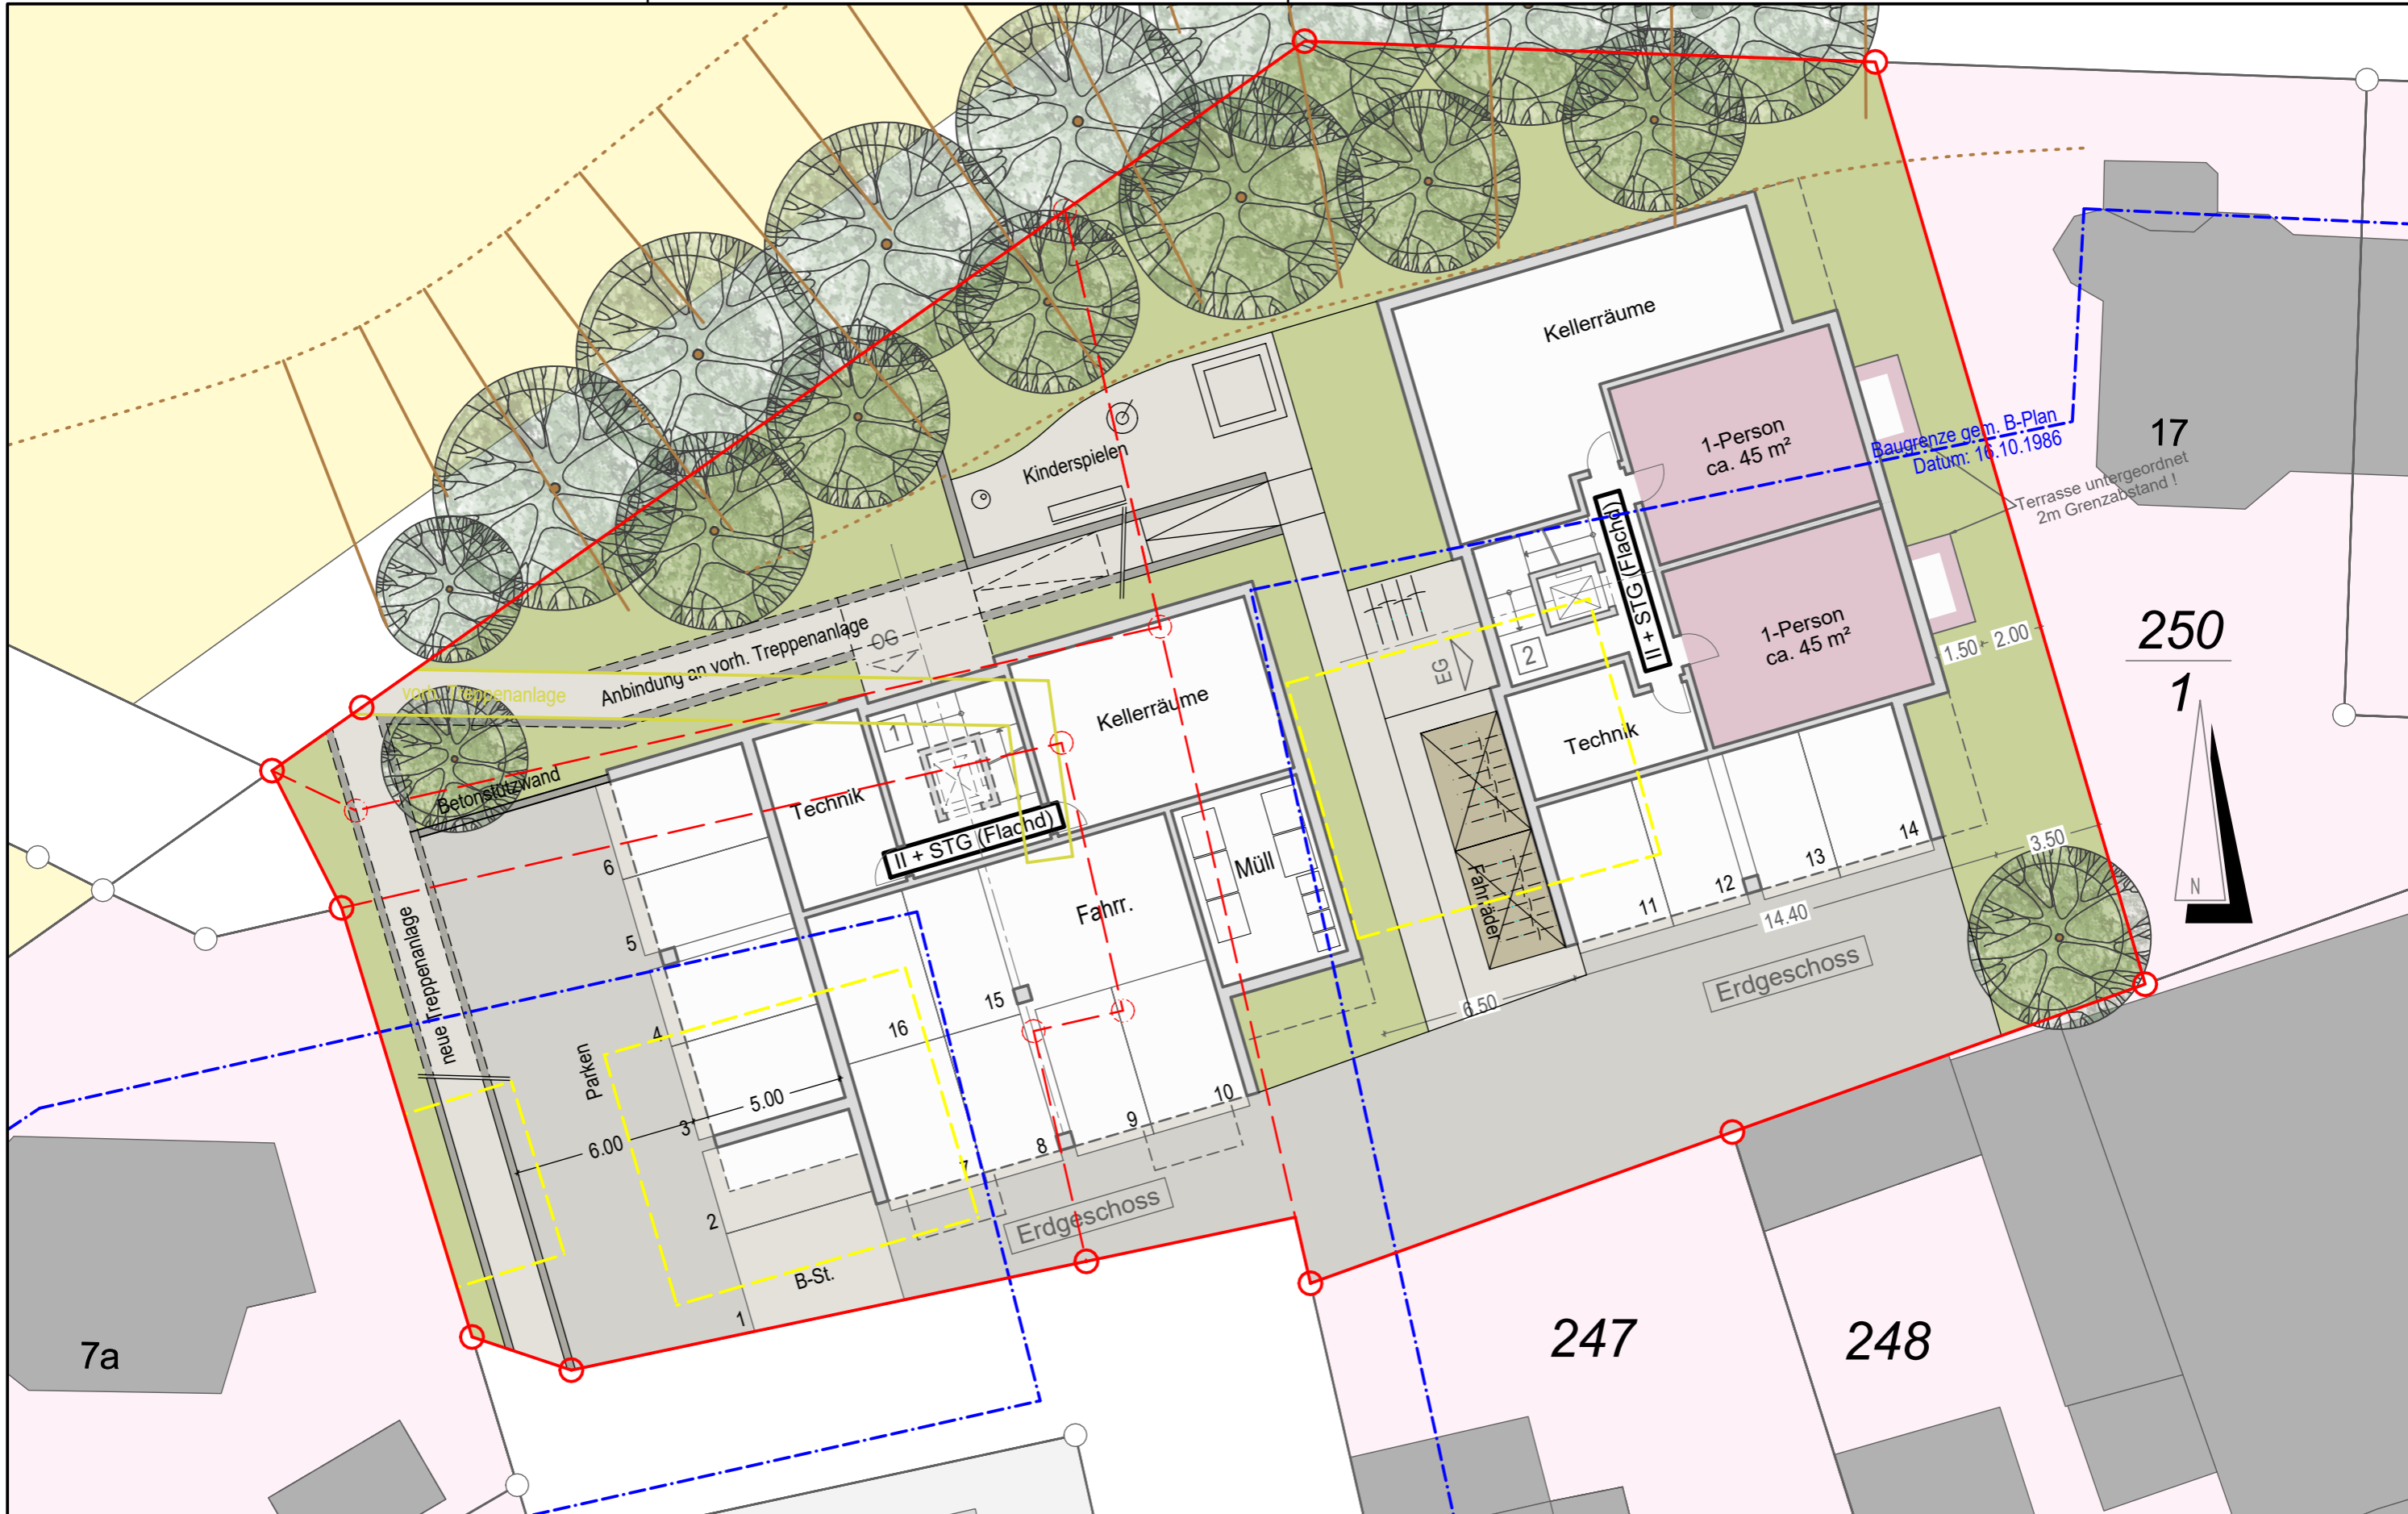 Kellerräume
1-Person
ca. 45 m²
Baugrenze gem. B-Plan
Datum: 16.10.1986
17
Terrasse untergeordnet
2m Grenzabstand !
Kinderspielen
II + STG (Flachd)
1-Person
ca. 45 m²
2
EG
1.50
2.00
250
1
N
OG
Anbindung an vorh. Treppenanlage
vorh. Treppenanlage
Kellerräume
1
Technik
Technik
Betonstützwand
II + STG (Flachd)
Müll
Fahrr.
Fahrräder
6
5
4
3
2
1
neue Treppenanlage
Parken
5.00
6.00
16
15
7
8
9
10
11
12
13
14
3.50
14.40
6.50
Erdgeschoss
Erdgeschoss
B-St.
7a
247
248